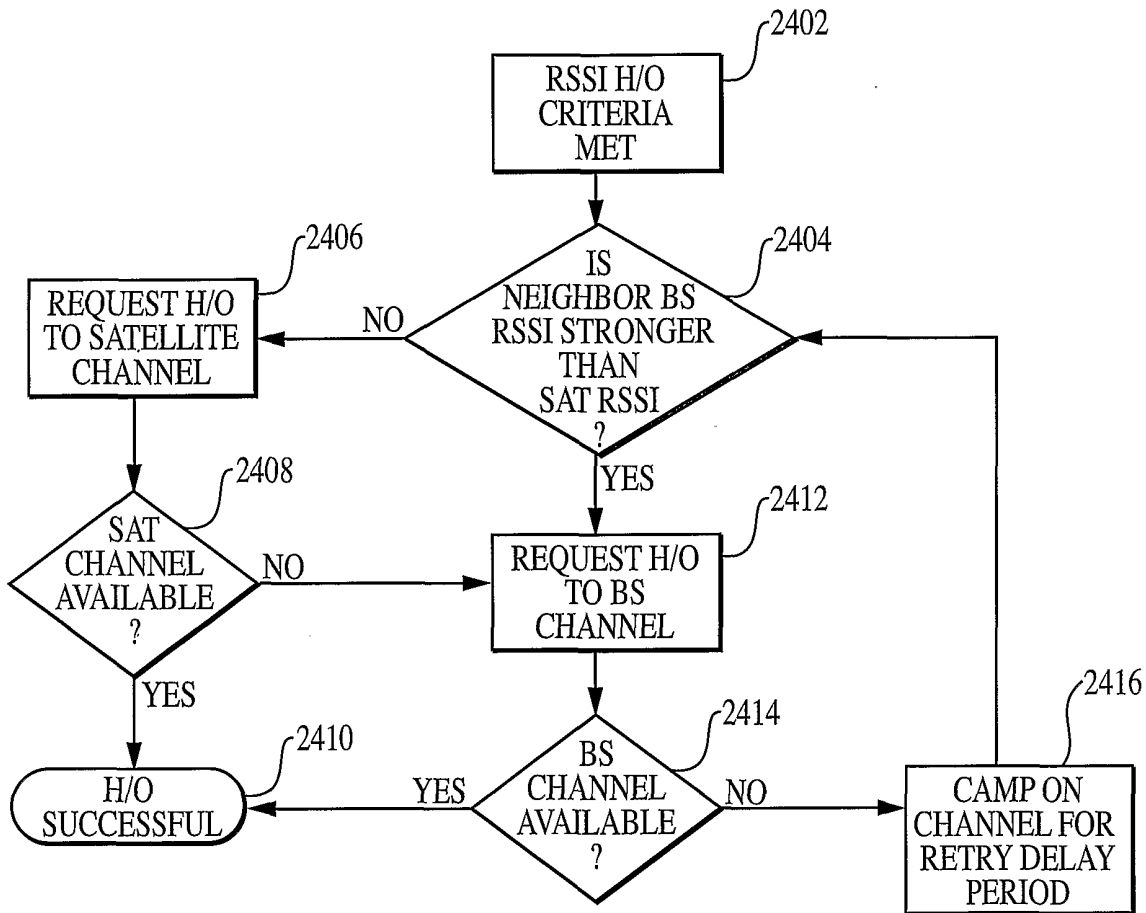 2402
RSSI H/O
CRITERIA
MET
2404
IS
NEIGHBOR BS
RSSI STRONGER
THAN
SAT RSSI
?
NO
YES
2406
REQUEST H/O
TO SATELLITE
CHANNEL
2408
SAT
CHANNEL
AVAILABLE
?
NO
YES
2412
REQUEST H/O
TO BS
CHANNEL
2410
H/O
SUCCESSFUL
2414
BS
CHANNEL
AVAILABLE
?
YES
NO
2416
CAMP ON
CHANNEL FOR
RETRY DELAY
PERIOD